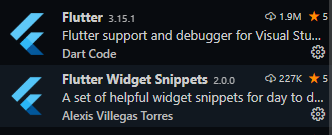 Flutter 3.15.1 1.9M ★ 5
Flutter support and debugger for Visual Stu...
Dart Code
Flutter Widget Snippets 2.0.0 227K ★ 5
A set of helpful widget snippets for day to d...
Alexis Villegas Torres